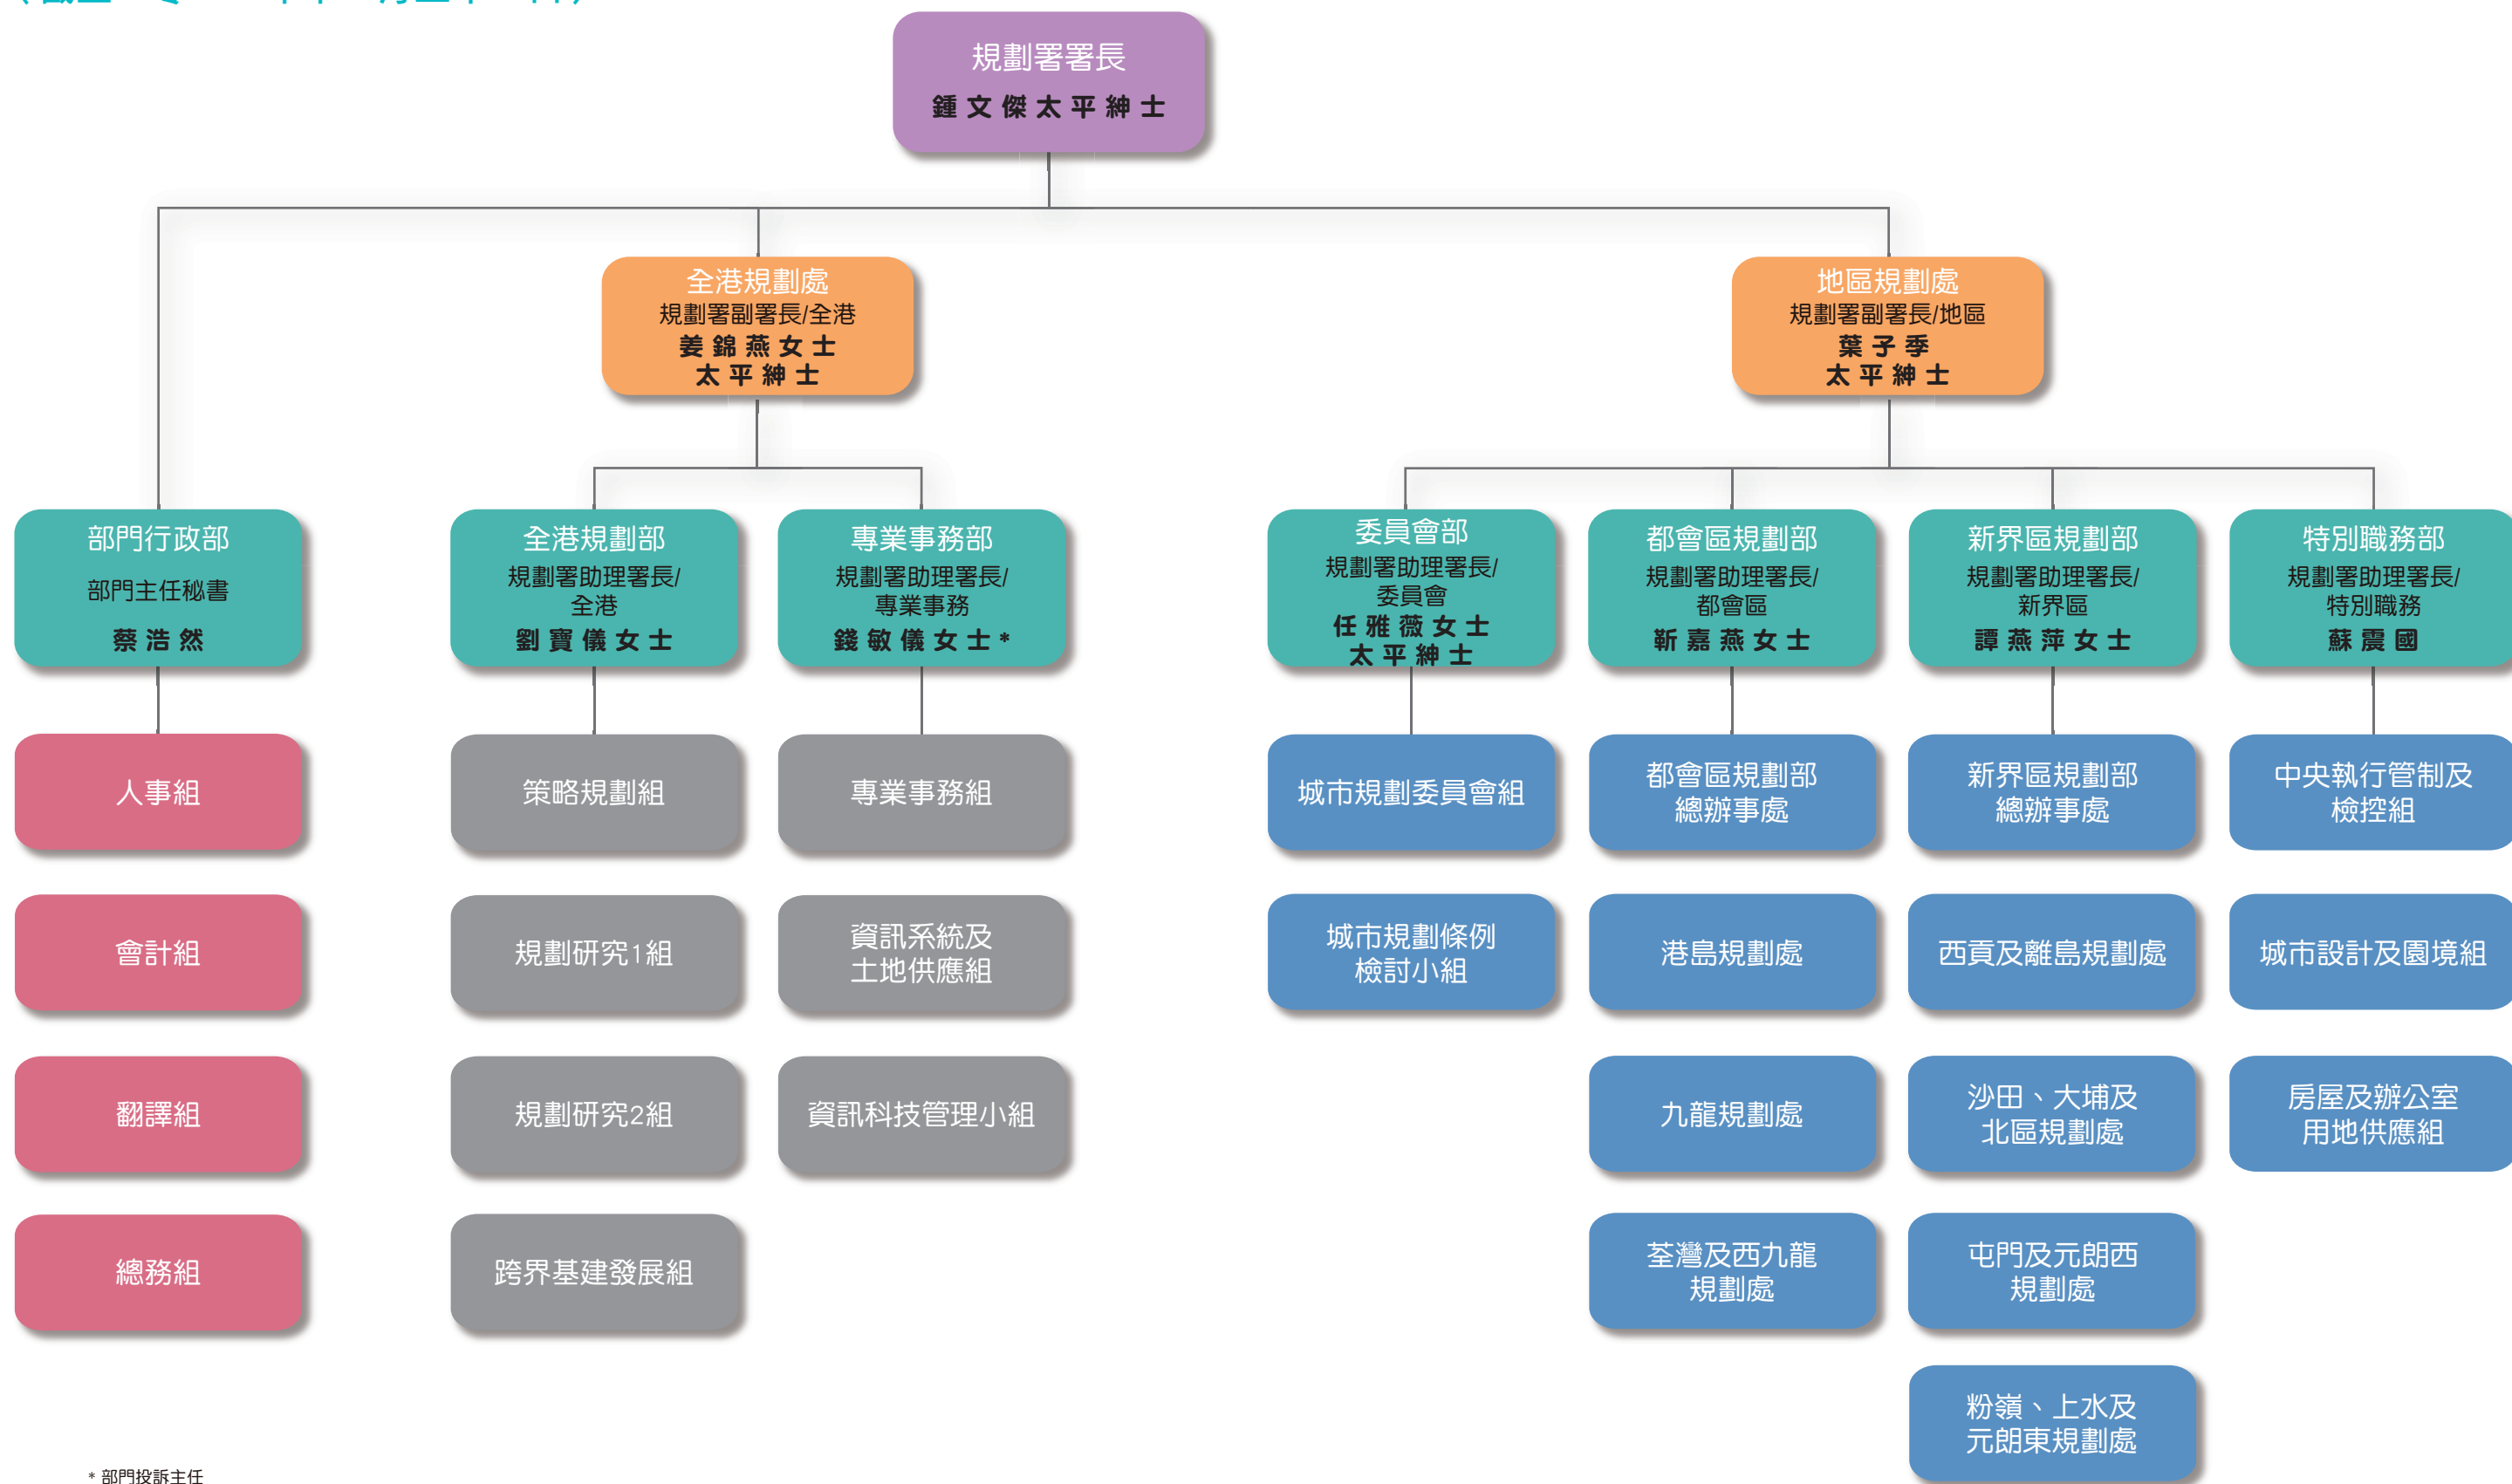 規劃署署長
鍾文傑太平紳士
全港規劃處
規劃署副署長/全港
姜錦燕女士
太平紳士
地區規劃處
規劃署副署長/地區
葉子季
太平紳士
部門行政部
部門主任秘書
蔡浩然
全港規劃部
規劃署助理署長/
全港
劉寶儀女士
專業事務部
規劃署助理署長/
專業事務
錢敏儀女士*
委員會部
規劃署助理署長/
委員會
任雅薇女士
太平紳士
都會區規劃部
規劃署助理署長/
都會區
靳嘉燕女士
新界區規劃部
規劃署助理署長/
新界區
譚燕萍女士
特別職務部
規劃署助理署長/
特別職務
蘇震國
人事組
會計組
翻譯組
總務組
策略規劃組
規劃研究1組
規劃研究2組
跨界基建發展組
專業事務組
資訊系統及
土地供應組
資訊科技管理小組
城市規劃委員會組
城市規劃條例
檢討小組
都會區規劃部
總辦事處
港島規劃處
九龍規劃處
荃灣及西九龍
規劃處
新界區規劃部
總辦事處
西貢及離島規劃處
沙田、大埔及
北區規劃處
屯門及元朗西
規劃處
粉嶺、上水及
元朗東規劃處
中央執行管制及
檢控組
城市設計及園境組
房屋及辦公室
用地供應組
* 部門投訴主任